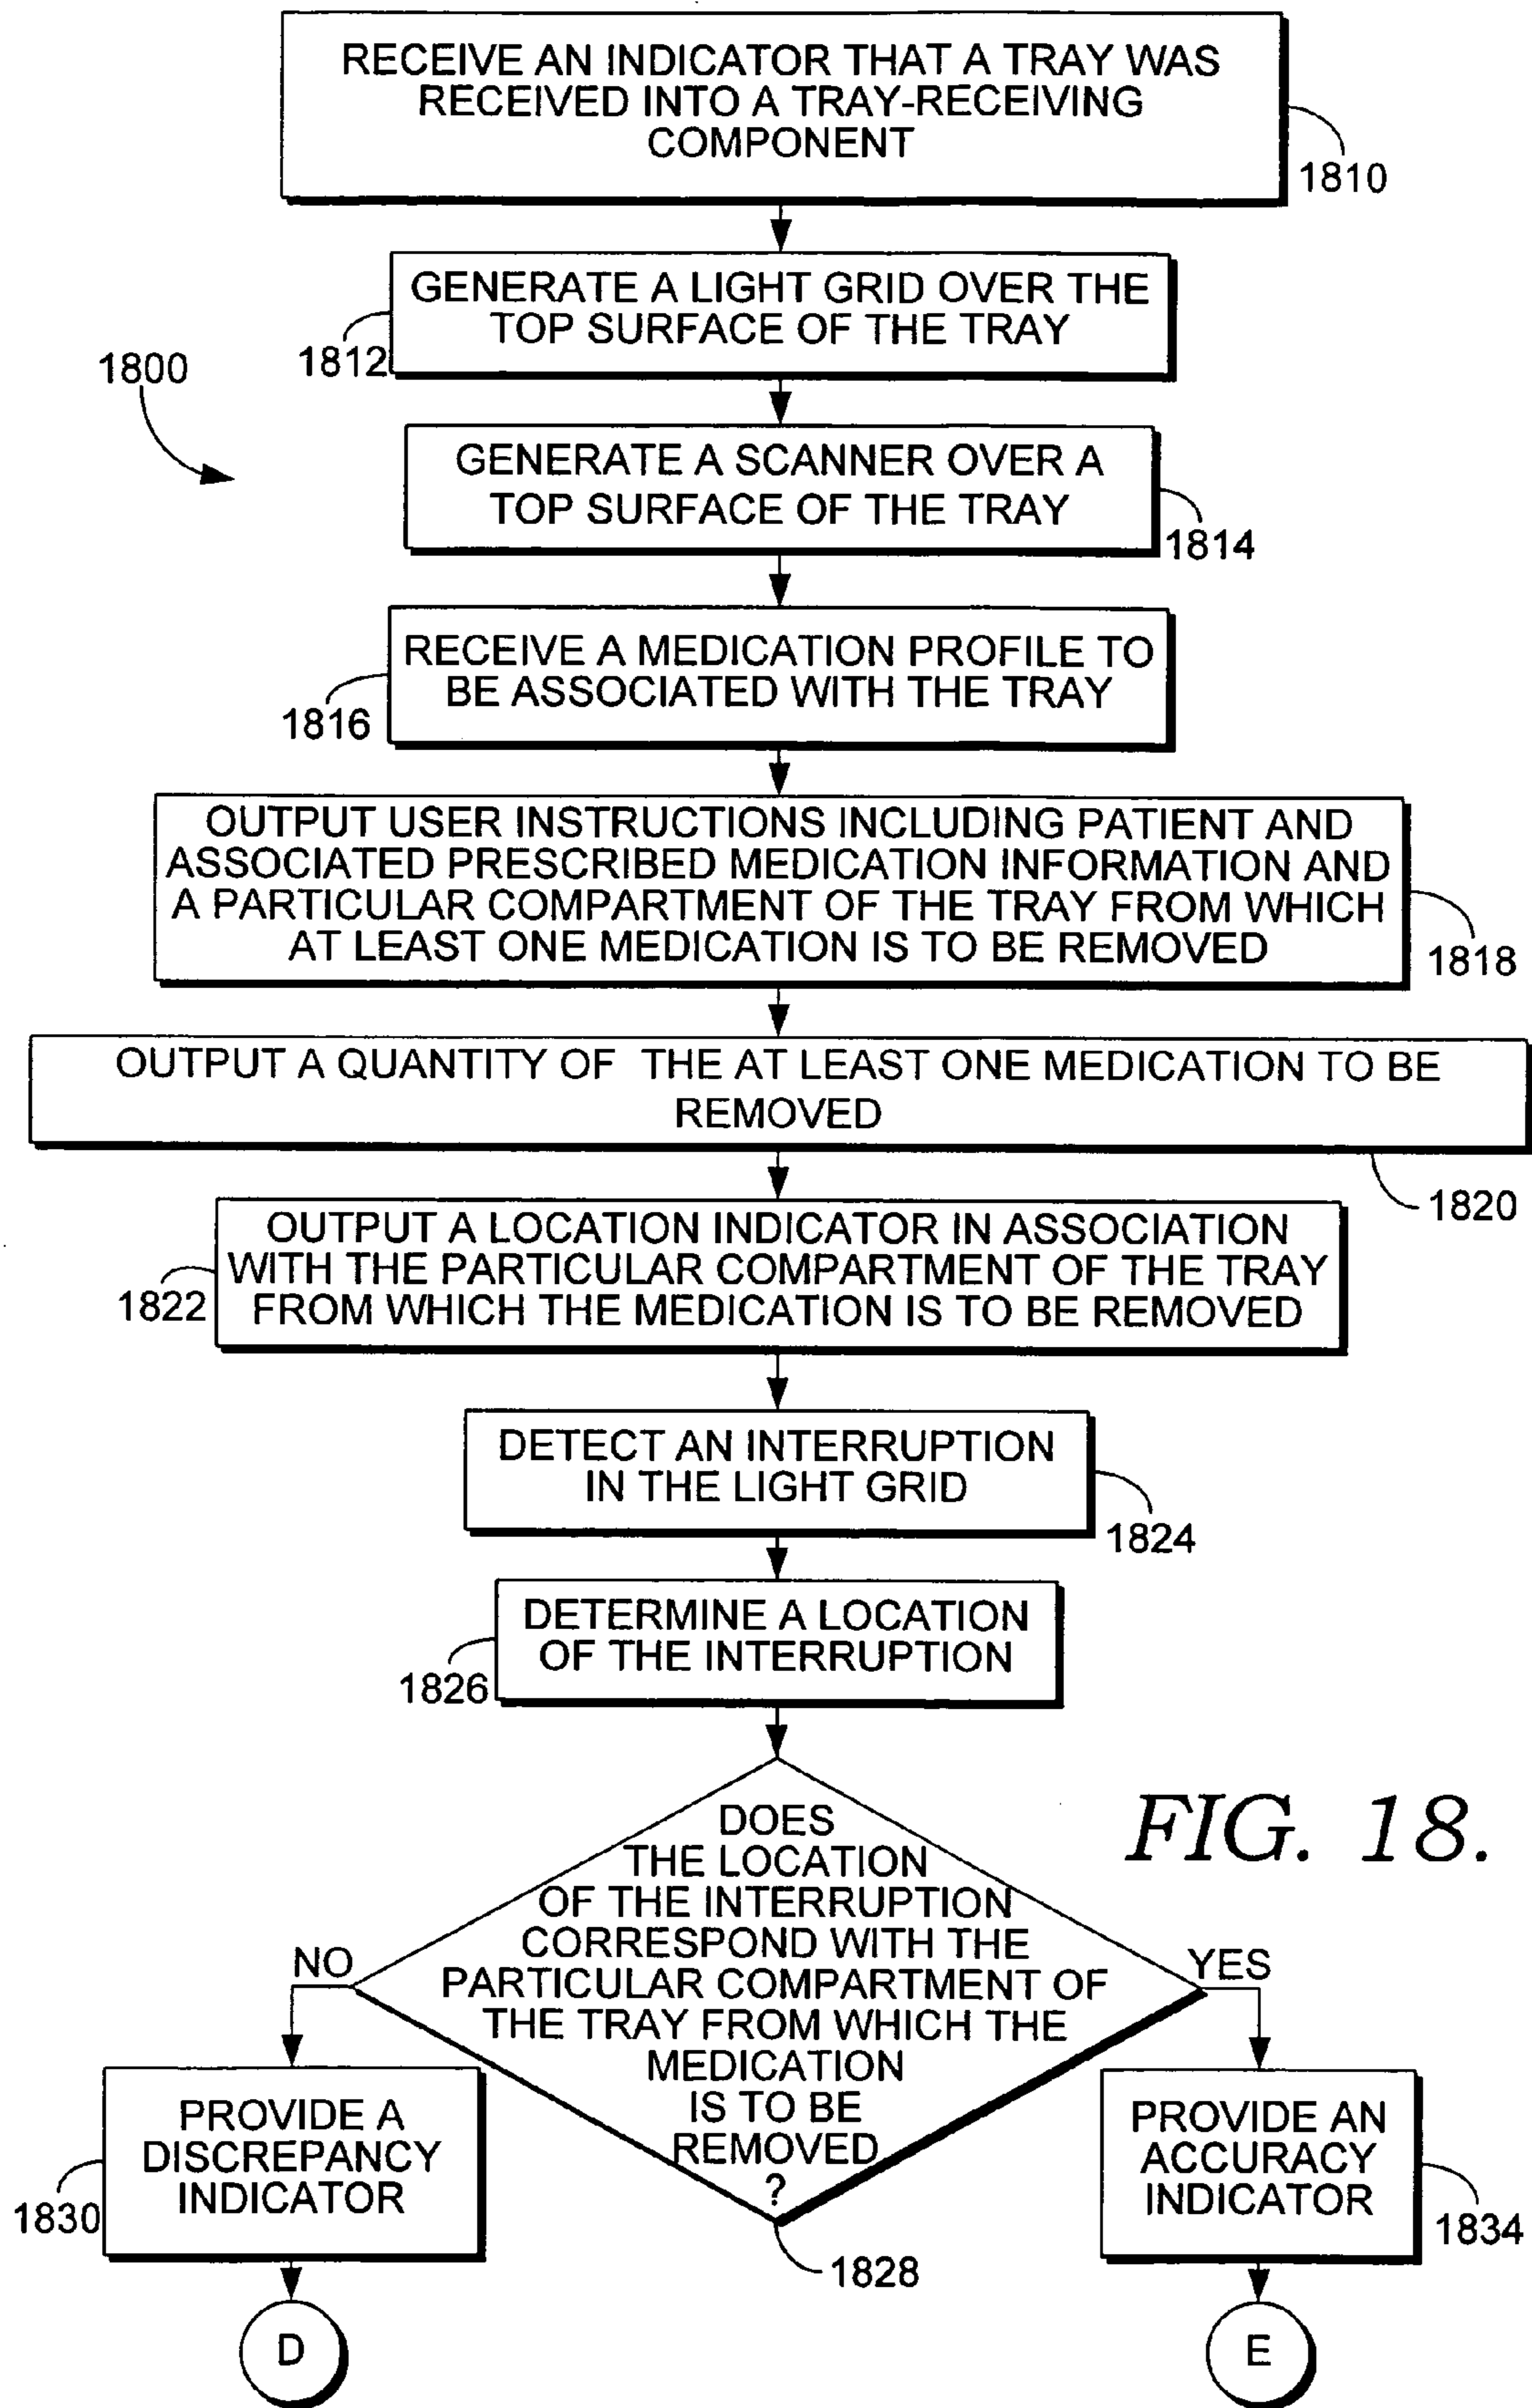 RECEIVE AN INDICATOR THAT A TRAY WAS
RECEIVED INTO A TRAY-RECEIVING
COMPONENT
1810
GENERATE A LIGHT GRID OVER THE
TOP SURFACE OF THE TRAY
1812
1800
GENERATE A SCANNER OVER A
TOP SURFACE OF THE TRAY
1814
RECEIVE A MEDICATION PROFILE TO
BE ASSOCIATED WITH THE TRAY
1816
OUTPUT USER INSTRUCTIONS INCLUDING PATIENT AND
ASSOCIATED PRESCRIBED MEDICATION INFORMATION AND
A PARTICULAR COMPARTMENT OF THE TRAY FROM WHICH
AT LEAST ONE MEDICATION IS TO BE REMOVED
1818
OUTPUT A QUANTITY OF THE AT LEAST ONE MEDICATION TO BE
REMOVED
1820
OUTPUT A LOCATION INDICATOR IN ASSOCIATION
WITH THE PARTICULAR COMPARTMENT OF THE TRAY
FROM WHICH THE MEDICATION IS TO BE REMOVED
1822
DETECT AN INTERRUPTION
IN THE LIGHT GRID
1824
DETERMINE A LOCATION
OF THE INTERRUPTION
1826
FIG. 18.
DOES
THE LOCATION
OF THE INTERRUPTION
CORRESPOND WITH THE
PARTICULAR COMPARTMENT OF
THE TRAY FROM WHICH THE
MEDICATION
IS TO BE
REMOVED
?
1828
NO
YES
PROVIDE A
DISCREPANCY
INDICATOR
1830
PROVIDE AN
ACCURACY
INDICATOR
1834
D
E